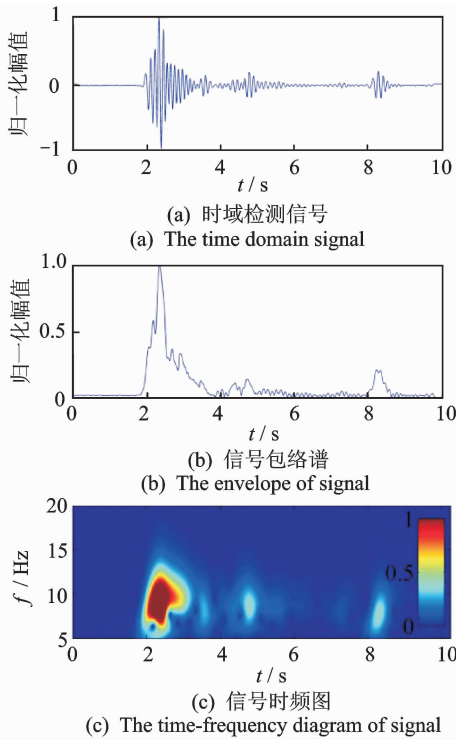 1
0
-1
归一化幅值
0
2
4
6
8
10
t / s
(a) 时域检测信号
(a) The time domain signal
1.0
0.5
0
归一化幅值
0
2
4
6
8
10
t / s
(b) 信号包络谱
(b) The envelope of signal
20
15
10
5
f / Hz
1
0.5
0
0
2
4
6
8
10
t / s
(c) 信号时频图
(c) The time-frequency diagram of signal